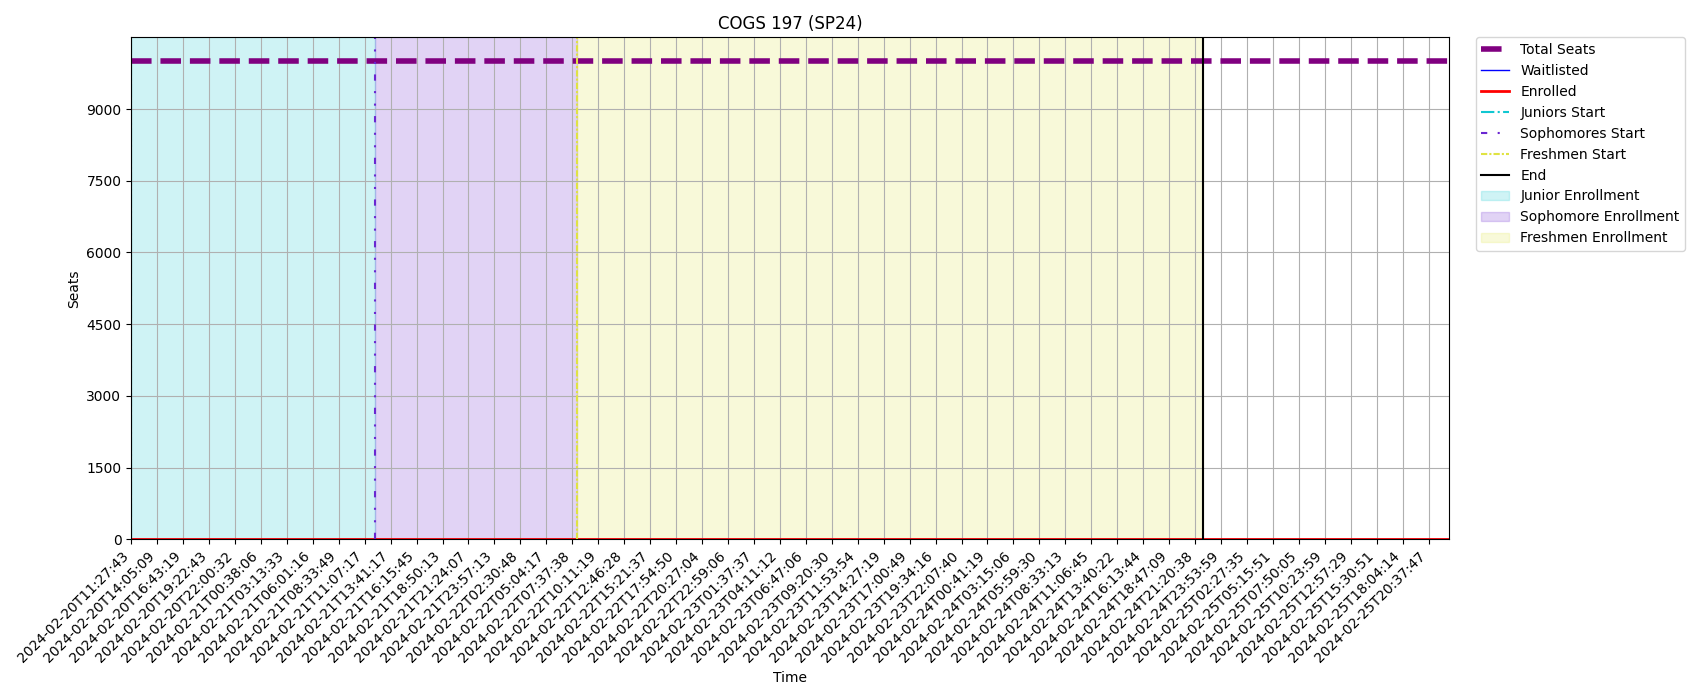 COGS 197 (SP24)
Total Seats
Waitlisted
Enrolled
Juniors Start
Sophomores Start
Freshmen Start
End
Junior Enrollment
Sophomore Enrollment
Freshmen Enrollment
Seats
9000
7500
6000
4500
3000
1500
0
2024-02-20T11:27:43
2024-02-20T14:05:09
2024-02-20T16:43:19
2024-02-20T19:22:43
2024-02-20T22:00:32
2024-02-21T00:38:06
2024-02-21T03:13:33
2024-02-21T06:01:16
2024-02-21T08:33:49
2024-02-21T11:07:17
2024-02-21T13:41:17
2024-02-21T16:15:45
2024-02-21T18:50:13
2024-02-21T21:24:07
2024-02-21T23:57:13
2024-02-22T02:30:48
2024-02-22T05:04:17
2024-02-22T07:37:38
2024-02-22T10:11:19
2024-02-22T12:46:28
2024-02-22T15:21:37
2024-02-22T17:54:50
2024-02-22T20:27:04
2024-02-22T22:59:06
2024-02-23T01:37:37
2024-02-23T04:11:12
2024-02-23T06:47:06
2024-02-23T09:20:30
2024-02-23T11:53:54
2024-02-23T14:27:19
2024-02-23T17:00:49
2024-02-23T19:34:16
2024-02-23T22:07:40
2024-02-24T00:41:19
2024-02-24T03:15:06
2024-02-24T05:59:30
2024-02-24T08:33:13
2024-02-24T11:06:45
2024-02-24T13:40:22
2024-02-24T16:13:44
2024-02-24T18:47:09
2024-02-24T21:20:38
2024-02-24T23:53:59
2024-02-25T02:27:35
2024-02-25T05:15:51
2024-02-25T07:50:05
2024-02-25T10:23:59
2024-02-25T12:57:29
2024-02-25T15:30:51
2024-02-25T18:04:14
2024-02-25T20:37:47
Time